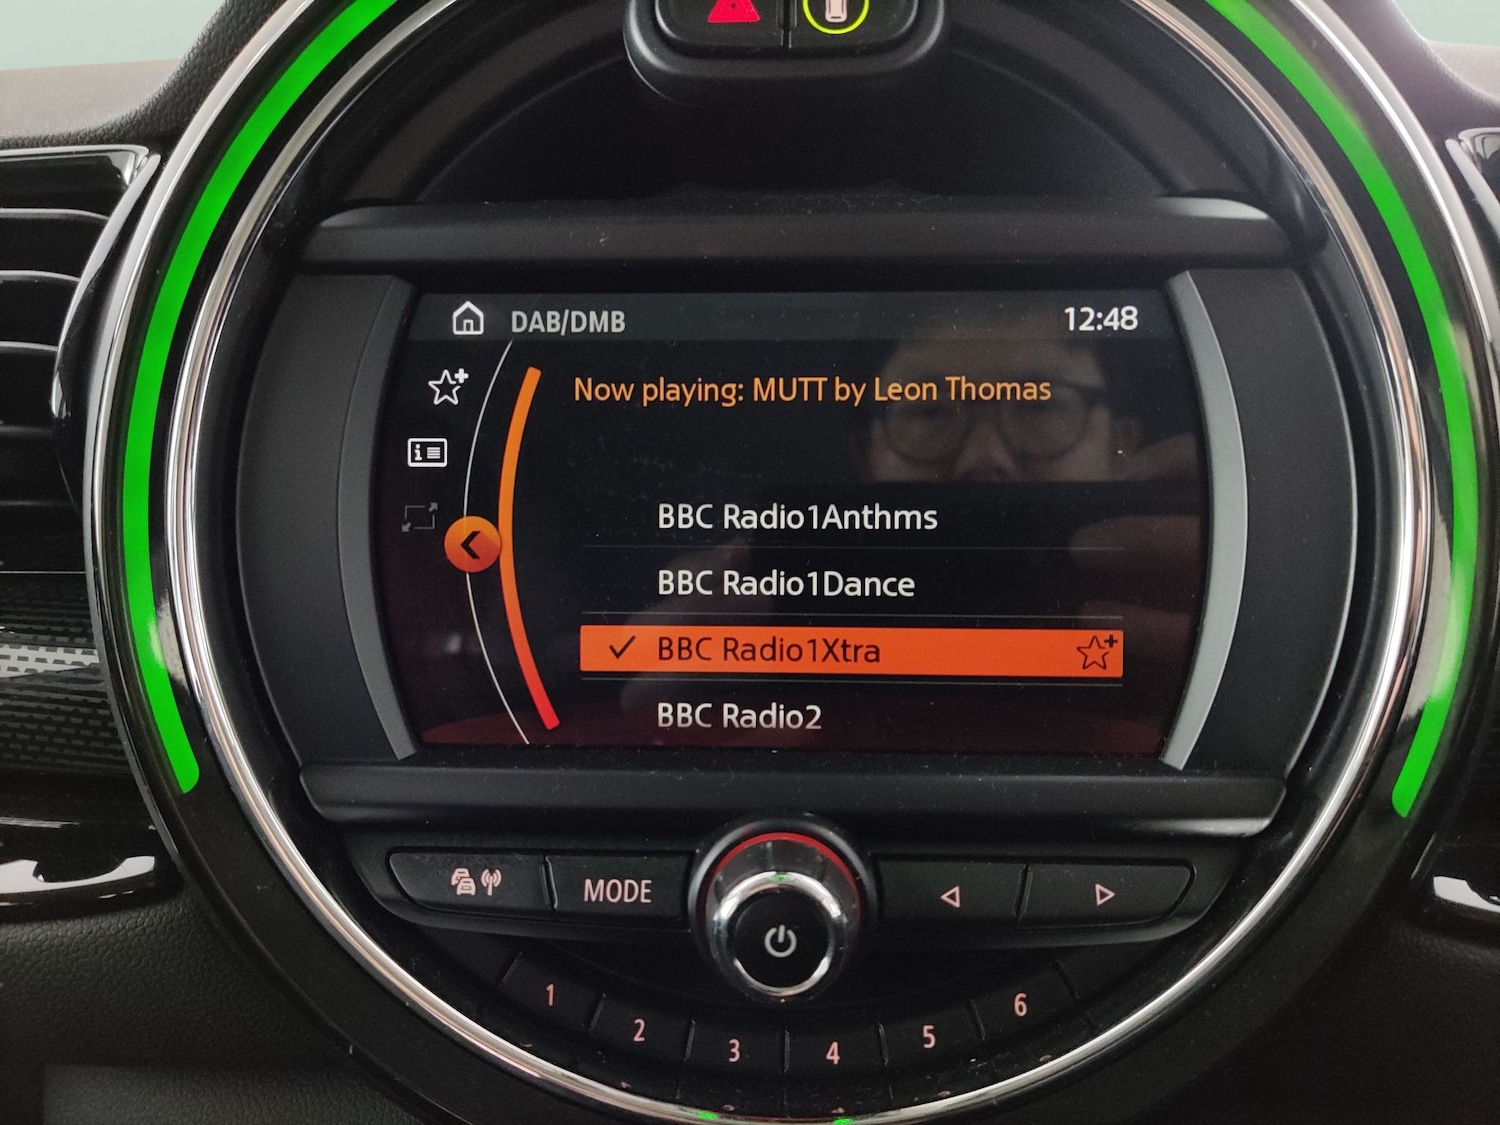 DAB/DMB
12:48
Now playing: MUTT by Leon Thomas
BBC Radio1Anthms
BBC Radio1Dance
BBC Radio1Xtra
BBC Radio2
MODE
1
2
3
4
5
6